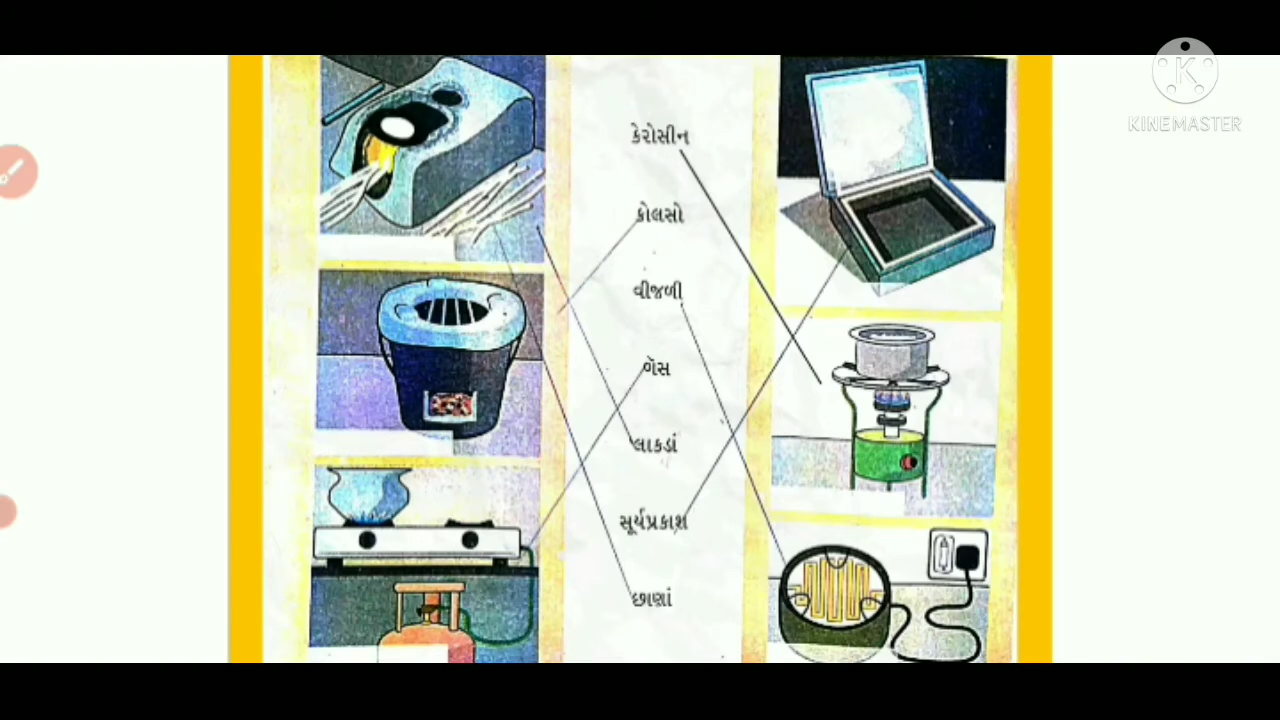 KINEMASTER
કેરોસીન
કોલસો
વીજળી
ગૅસ
લાકડાં
સૂર્યપ્રકાશ
છાણાં